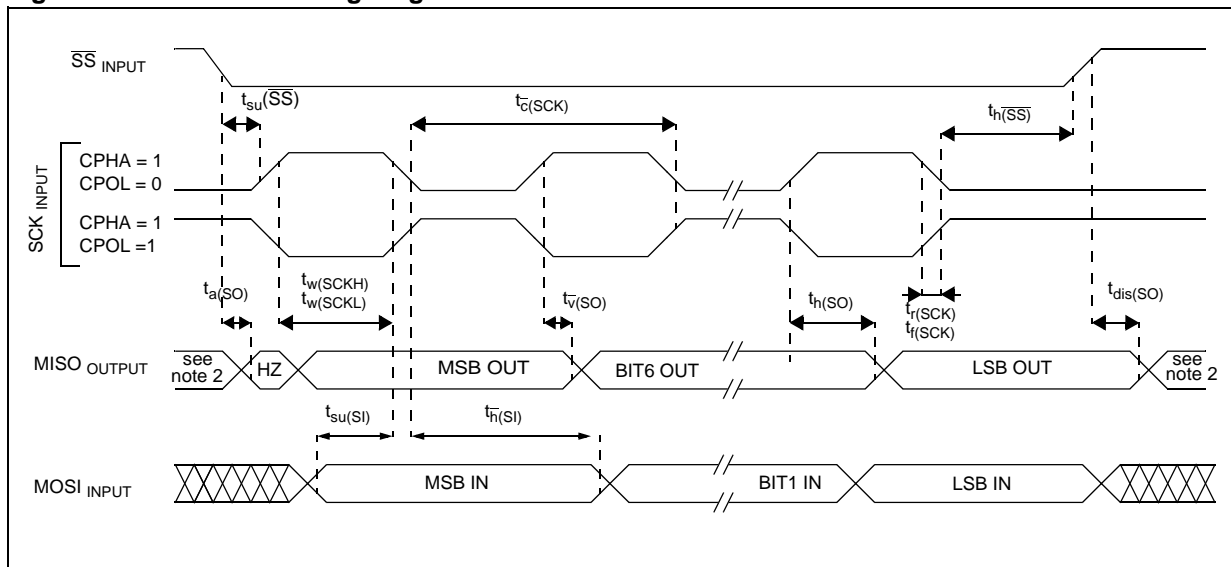 SS INPUT
tsu(SS)
tc(SCK)
th(SS)
SCK INPUT
CPHA = 1
CPOL = 0
CPHA = 1
CPOL =1
ta(SO)
tw(SCKH)
tw(SCKL)
tv(SO)
th(SO)
tr(SCK)
tf(SCK)
tdis(SO)
MISO OUTPUT
see
note 2
HZ
MSB OUT
BIT6 OUT
LSB OUT
see
note 2
tsu(SI)
th(SI)
MOSI INPUT
MSB IN
BIT1 IN
LSB IN